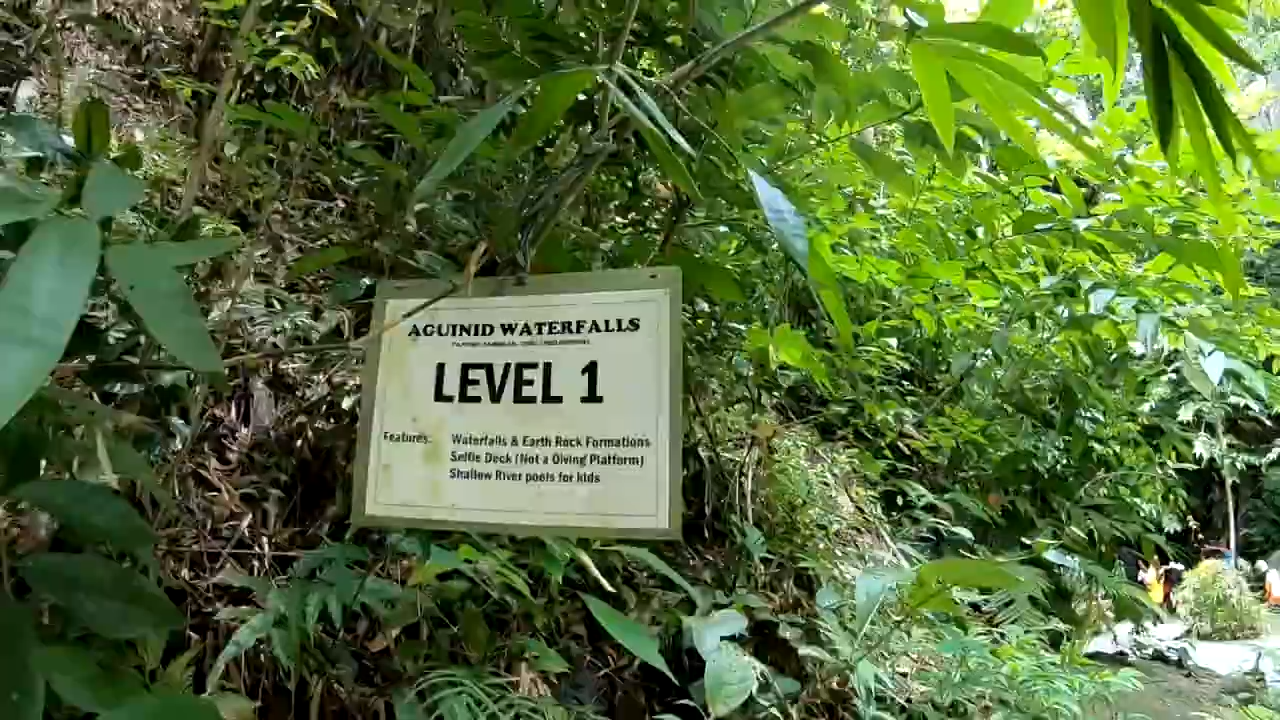 AGUINID WATERFALLS
LEVEL 1
Features: Waterfalls & Earth Rock Formations
Selfie Deck (Not a Diving Platform)
Shallow River pools for kids